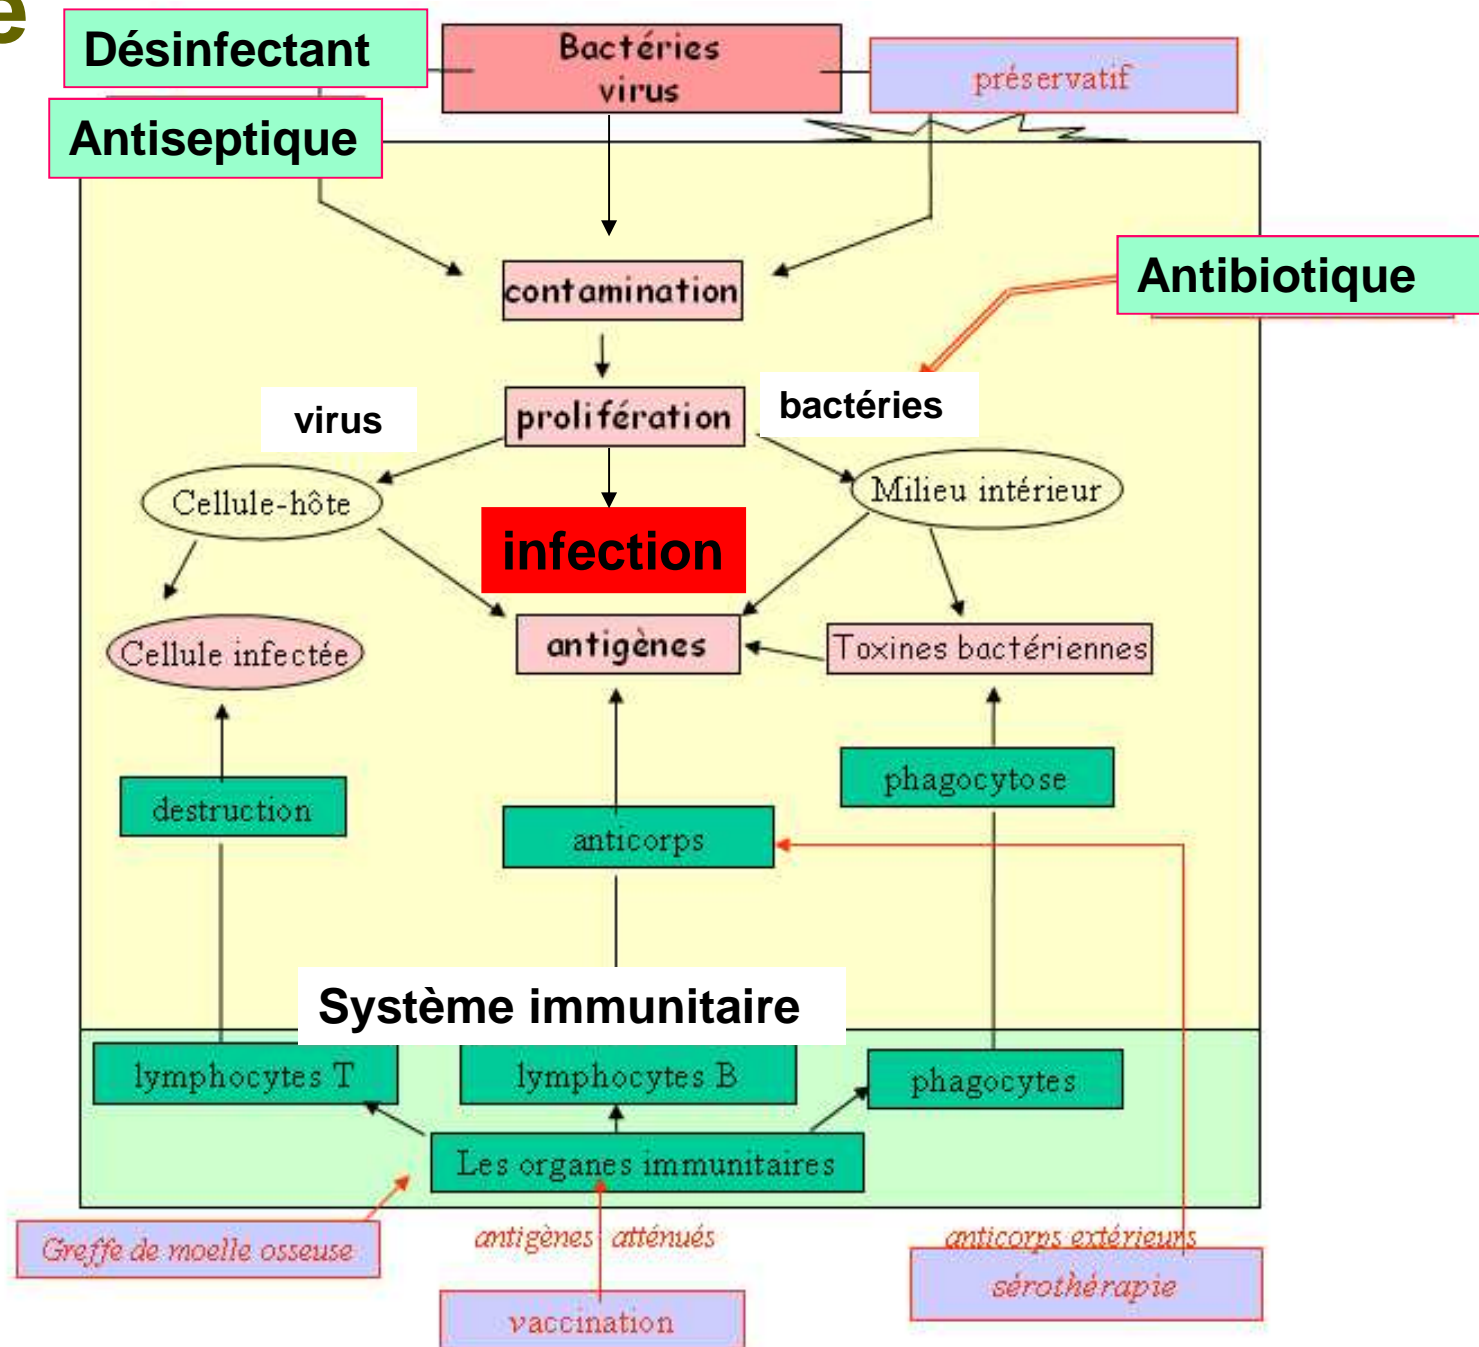 e
Désinfectant
Bactéries
virus
préservatif
Antiseptique
contamination
Antibiotique
virus
prolifération
bactéries
Cellule-hôte
Milieu intérieur
infection
Cellule infectée
antigènes
Toxines bactériennes
destruction
phagocytose
anticorps
Système immunitaire
lymphocytes T
lymphocytes B
phagocytes
Les organes immunitaires
Greffe de moelle osseuse
antigènes atténués
anticorps extérieurs
sérothérapie
vaccination